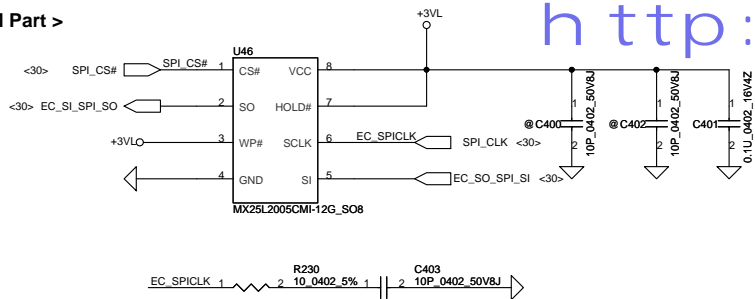 l Part >
http:
+3VL
U46
<30> SPI_CS# SPI_CS# 1 CS# VCC 8
<30> EC_SI_SPI_SO 2 SO HOLD# 7
+3VL 3 WP# SCLK 6 EC_SPICLK SPI_CLK <30>
4 GND SI 5 EC_SO_SPI_SI <30>
MX25L2005CMI-12G_SO8
1 @C400 2 10P_0402_50V8J
1 @C402 2 10P_0402_50V8J
1 C401 2 0.1U_0402_16V4Z
R230 C403
EC_SPICLK 1 2 10_0402_5% 1 2 10P_0402_50V8J